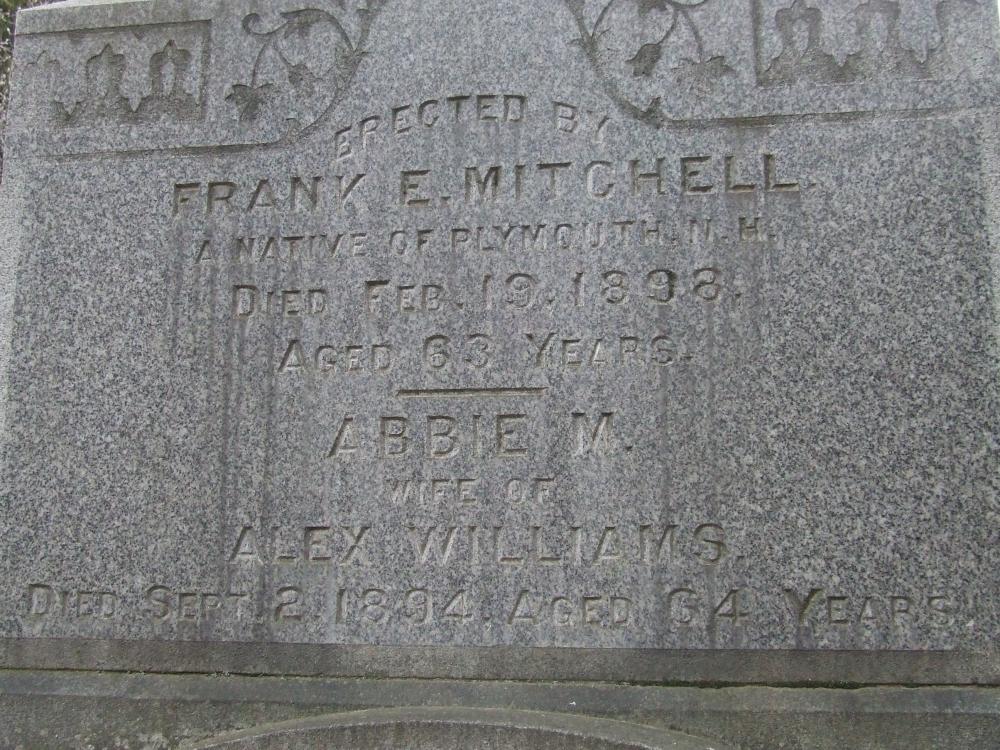 ERECTED BY
FRANK E. MITCHELL.
A NATIVE OF PLYMOUTH, N.H.
DIED FEB. 19, 1898,
AGED 63 YEARS.
ABBIE M.
WIFE OF
ALEX WILLIAMS.
DIED SEPT. 2, 1894, AGED 64 YEARS.